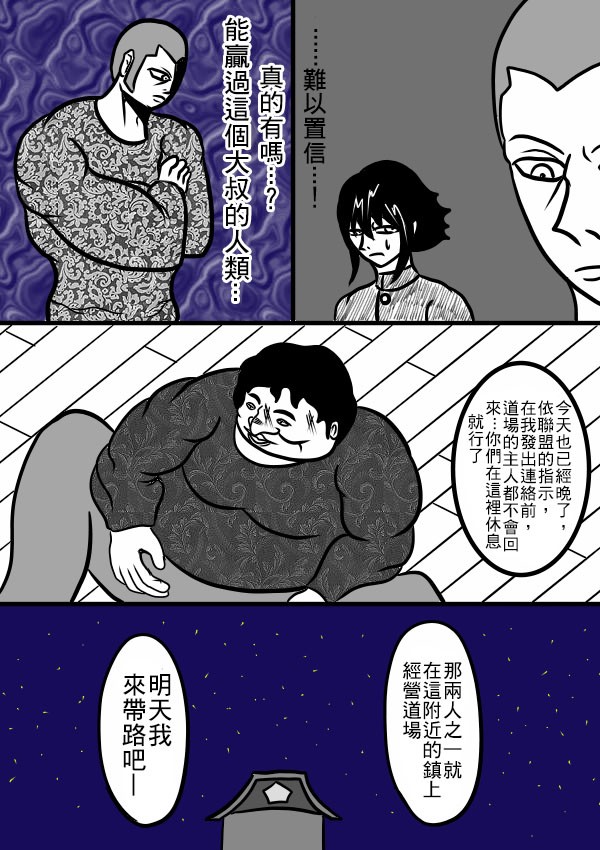 ……難以置信…！
真的有嗎…？
能贏過這個大叔的人類…
今天也已經晚了，
依聯盟的指示，
在我發出連絡前，
道場的主人都不會回
來…你們在這裡休息
就行了
那兩人之一就
在這附近的鎮上
經營道場
明天我
來帶路吧－